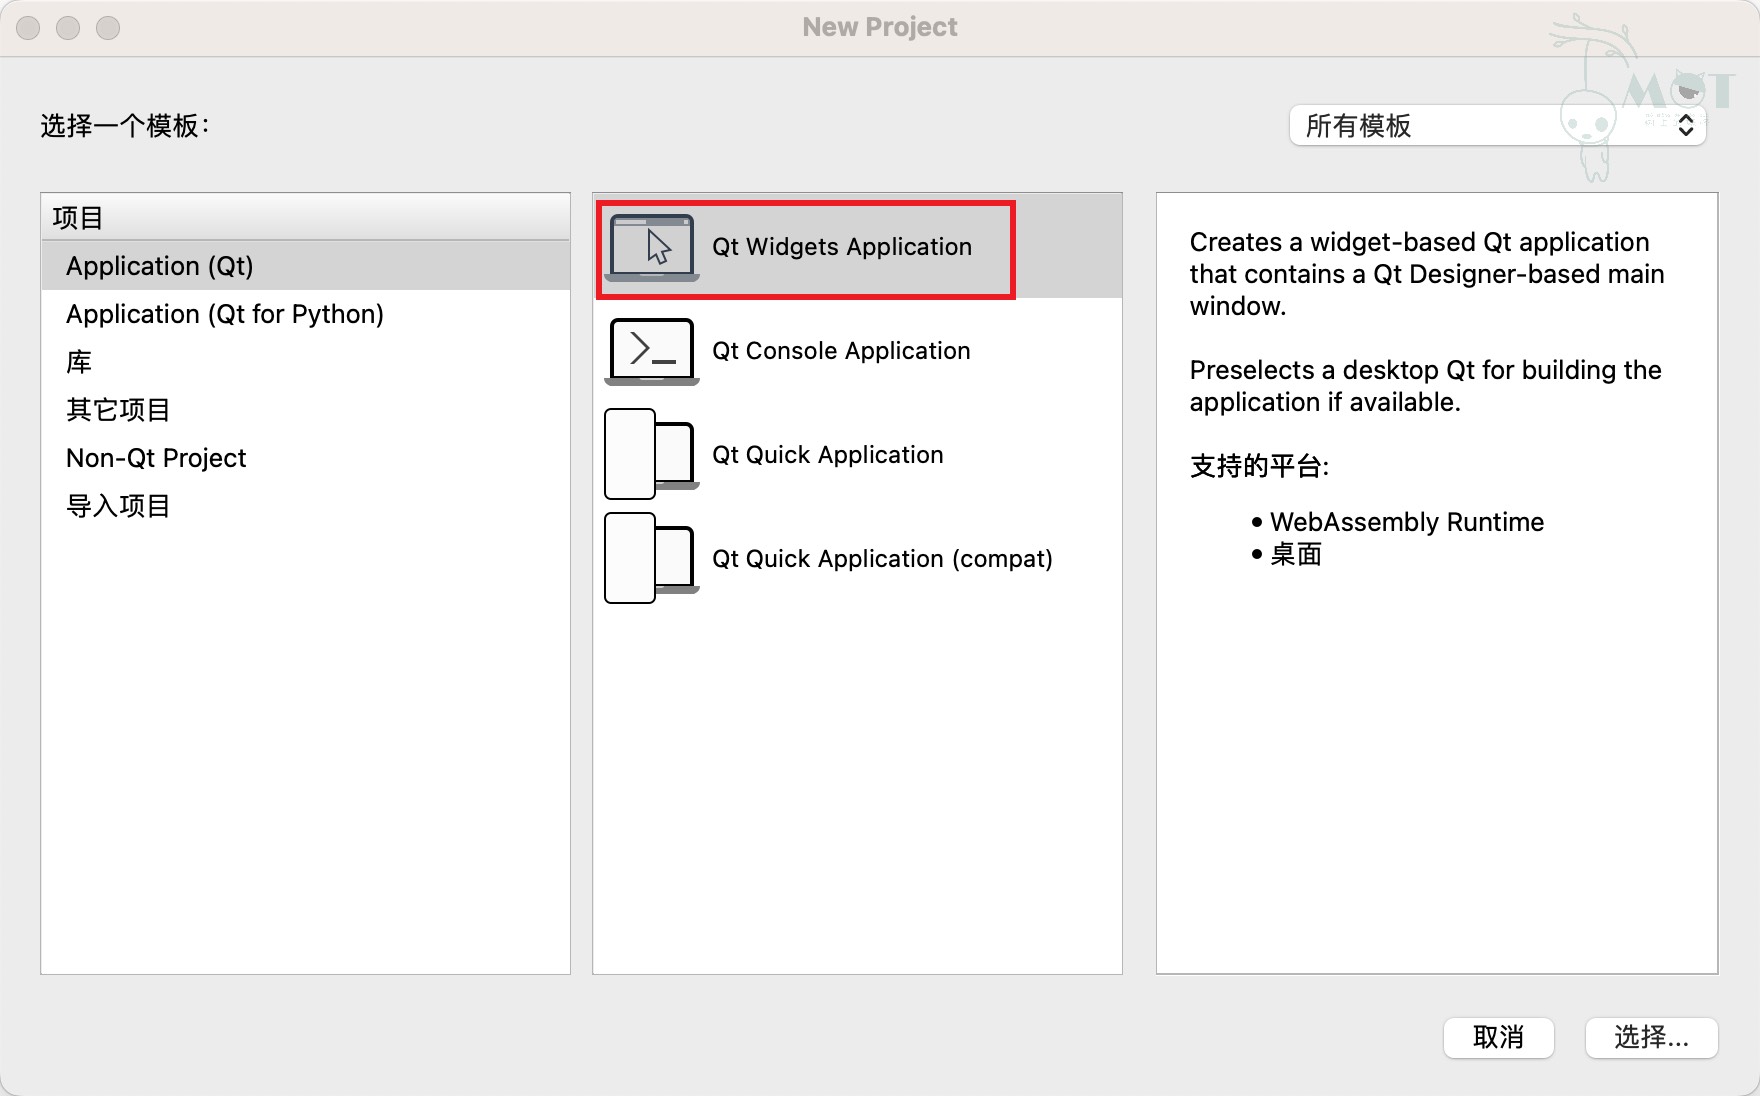 New Project
MOT
选择一个模板：
所有模板
项目
Application (Qt)
Application (Qt for Python)
库
其它项目
Non-Qt Project
导入项目
Qt Widgets Application
Qt Console Application
Qt Quick Application
Qt Quick Application (compat)
Creates a widget-based Qt application
that contains a Qt Designer-based main
window.
Preselects a desktop Qt for building the
application if available.
支持的平台:
• WebAssembly Runtime
• 桌面
取消
选择...